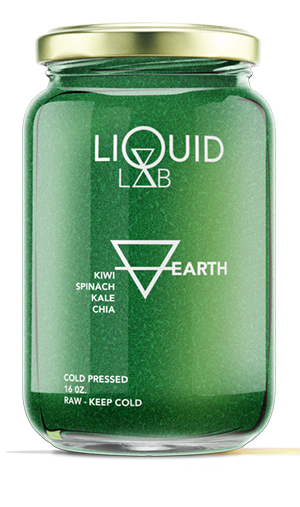 LIQUID
LAB
EARTH
KIWI
SPINACH
KALE
CHIA
COLD PRESSED
16 OZ.
RAW - KEEP COLD